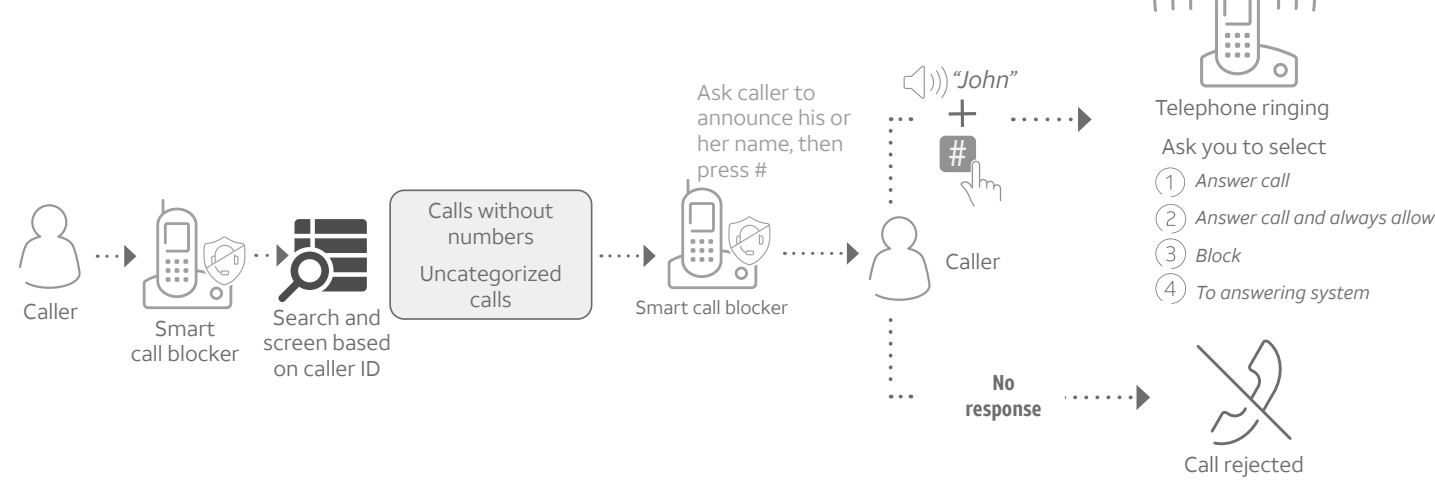 Caller
Smart
call blocker
Search and
screen based
on caller ID
Calls without
numbers
Uncategorized
calls
Ask caller to
announce his or
her name, then
press #
Smart call blocker
Caller
“John”
+
#
Telephone ringing
Ask you to select
1 Answer call
2 Answer call and always allow
3 Block
4 To answering system
No
response
Call rejected